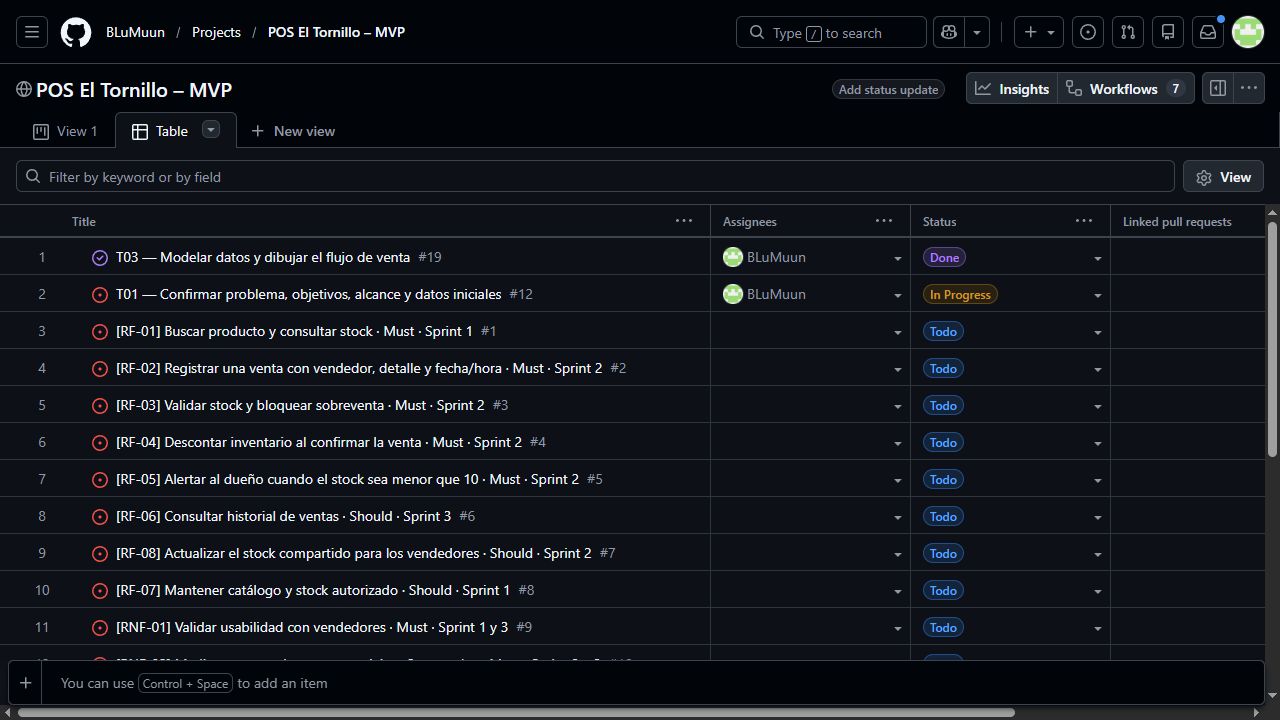 BLuMuun / Projects / POS El Tornillo – MVP
Type / to search
POS El Tornillo – MVP
Add status update
Insights
Workflows 7
View 1
Table
New view
Filter by keyword or by field
View
Title Assignees Status Linked pull requests
1 T03 — Modelar datos y dibujar el flujo de venta #19 BLuMuun Done
2 T01 — Confirmar problema, objetivos, alcance y datos iniciales #12 BLuMuun In Progress
3 [RF-01] Buscar producto y consultar stock · Must · Sprint 1 #1 Todo
4 [RF-02] Registrar una venta con vendedor, detalle y fecha/hora · Must · Sprint 2 #2 Todo
5 [RF-03] Validar stock y bloquear sobreventa · Must · Sprint 2 #3 Todo
6 [RF-04] Descontar inventario al confirmar la venta · Must · Sprint 2 #4 Todo
7 [RF-05] Alertar al dueño cuando el stock sea menor que 10 · Must · Sprint 2 #5 Todo
8 [RF-06] Consultar historial de ventas · Should · Sprint 3 #6 Todo
9 [RF-08] Actualizar el stock compartido para los vendedores · Should · Sprint 2 #7 Todo
10 [RF-07] Mantener catálogo y stock autorizado · Should · Sprint 1 #8 Todo
11 [RNF-01] Validar usabilidad con vendedores · Must · Sprint 1 y 3 #9 Todo
You can use Control + Space to add an item